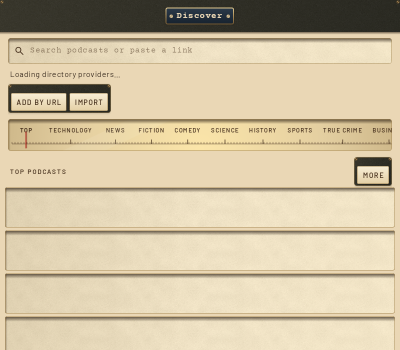 Discover
Search podcasts or paste a link
Loading directory providers...
ADD BY URL IMPORT
TOP TECHNOLOGY NEWS FICTION COMEDY SCIENCE HISTORY SPORTS TRUE CRIME BUSIN
TOP PODCASTS MORE